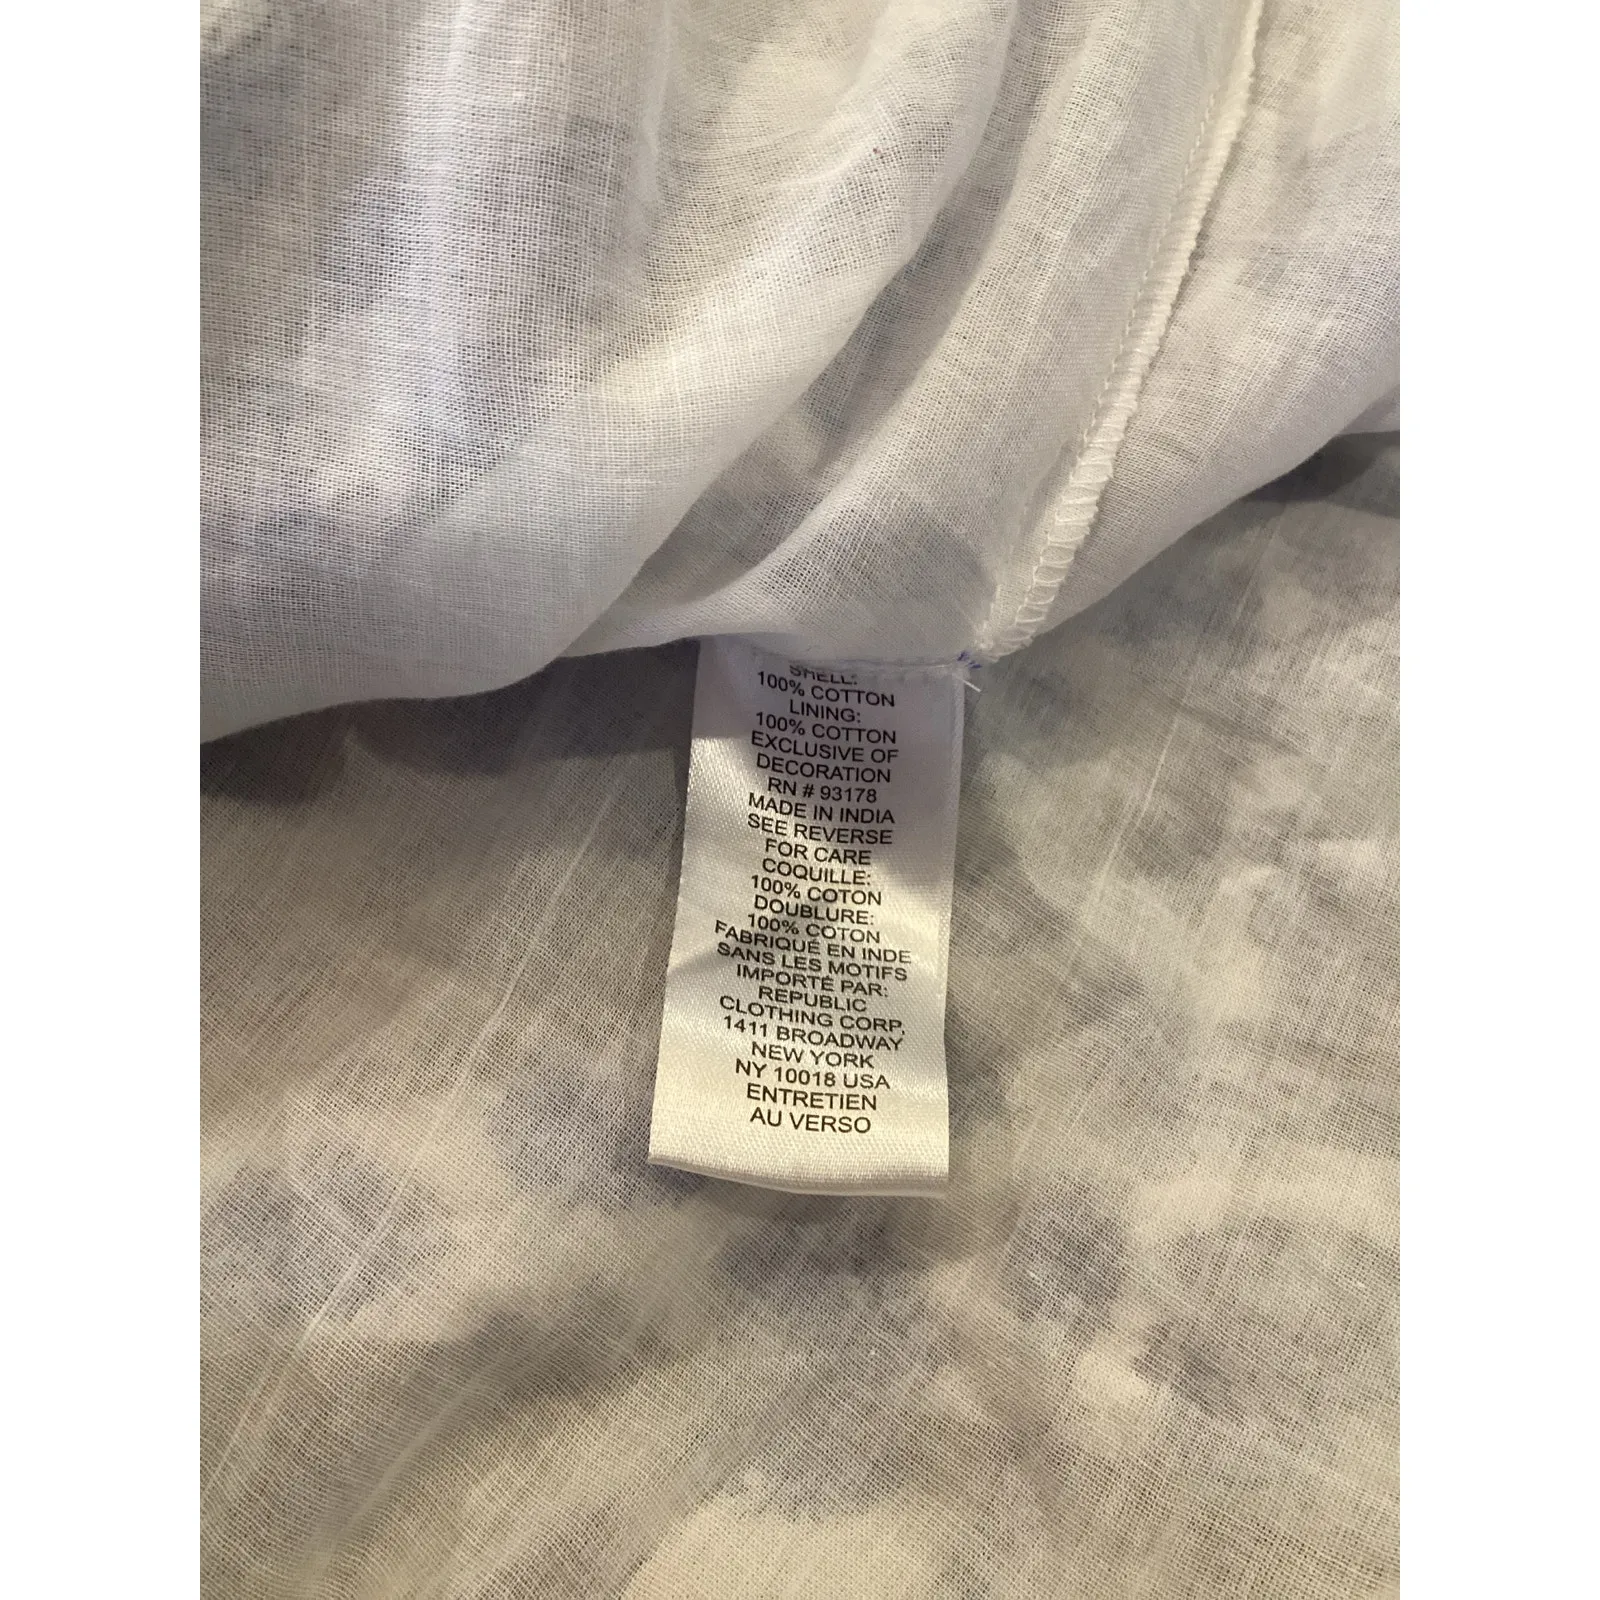 SHELL:
100% COTTON
LINING:
100% COTTON
EXCLUSIVE OF
DECORATION
RN # 93178
MADE IN INDIA
SEE REVERSE
FOR CARE
COQUILLE:
100% COTON
DOUBLURE:
100% COTON
FABRIQUÉ EN INDE
SANS LES MOTIFS
IMPORTÉ PAR:
REPUBLIC
CLOTHING CORP.
1411 BROADWAY
NEW YORK
NY 10018 USA
ENTRETIEN
AU VERSO